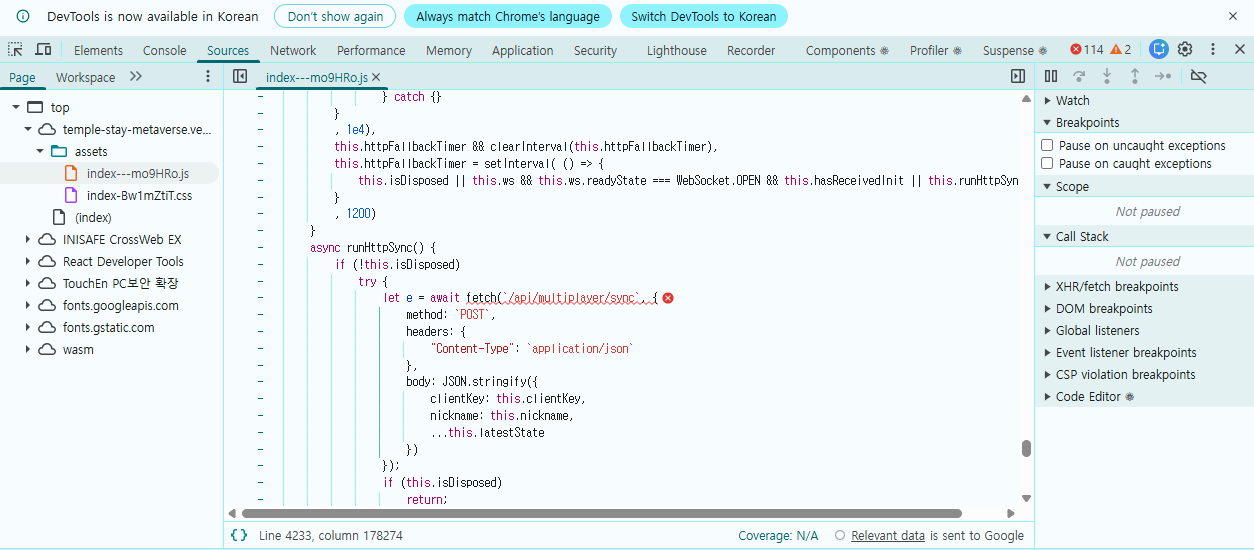 DevTools is now available in Korean
Don't show again
Always match Chrome's language
Switch DevTools to Korean
Elements Console Sources Network Performance Memory Application Security Lighthouse Recorder Components Profiler Suspense 114 2
Page Workspace
index---mo9HRo.js
top
temple-stay-metaverse.ve...
assets
index---mo9HRo.js
index-Bw1mZtiT.css
(index)
INISAFE CrossWeb EX
React Developer Tools
TouchEn PC보안 확장
fonts.googleapis.com
fonts.gstatic.com
wasm
} catch {}
}
, 1e4),
this.httpFallbackTimer && clearInterval(this.httpFallbackTimer),
this.httpFallbackTimer = setInterval( () => {
this.isDisposed || this.ws && this.ws.readyState === WebSocket.OPEN && this.hasReceivedInit || this.runHttpSyn
}
, 1200)
}
async runHttpSync() {
if (!this.isDisposed)
try {
let e = await fetch(`/api/multiplayer/sync`, {
method: `POST`,
headers: {
"Content-Type": `application/json`
},
body: JSON.stringify({
clientKey: this.clientKey,
nickname: this.nickname,
...this.latestState
})
});
if (this.isDisposed)
return;
{} Line 4233, column 178274
Coverage: N/A
Relevant data is sent to Google
Watch
Breakpoints
Pause on uncaught exceptions
Pause on caught exceptions
Scope
Not paused
Call Stack
Not paused
XHR/fetch breakpoints
DOM breakpoints
Global listeners
Event listener breakpoints
CSP violation breakpoints
Code Editor